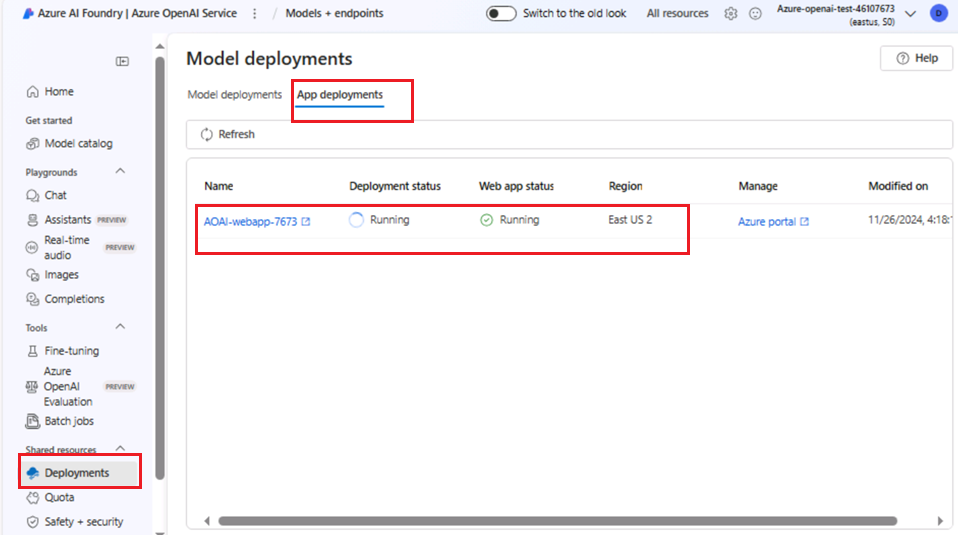 Azure AI Foundry | Azure OpenAI Service / Models + endpoints Switch to the old look All resources Azure-openai-test-46107673
(eastus, S0) D
Model deployments
Help
Model deployments App deployments
Refresh
Name Deployment status Web app status Region Manage Modified on
AOAI-webapp-7673 Running Running East US 2 Azure portal 11/26/2024, 4:18:
Home
Get started
Model catalog
Playgrounds
Chat
Assistants PREVIEW
Real-time
audio PREVIEW
Images
Completions
Tools
Fine-tuning
Azure
OpenAI PREVIEW
Evaluation
Batch jobs
Shared resources
Deployments
Quota
Safety + security